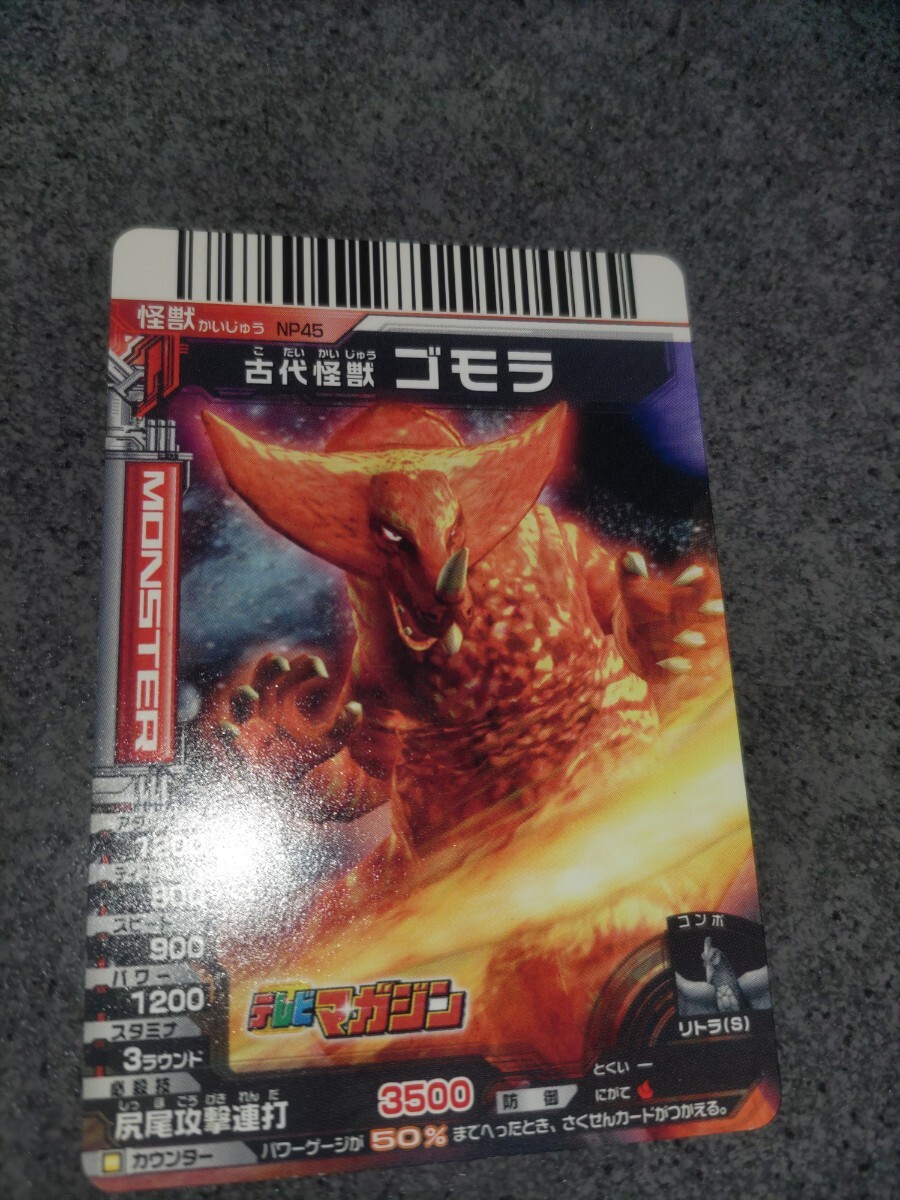 怪獣 かいじゅう NP45
こ だい かい じゅう
古代怪獣 ゴモラ
MONSTER
1200
スピード
900
パワー
1200
スタミナ
3ラウンド
コンボ
リトラ(S)
テレビマガジン
とくい ー
にがて
必殺技
しっ ぽ こう げき れん だ
尻尾攻撃連打
3500
防御
カウンター
パワーゲージが50%までへったとき、さくせんカードがつかえる。